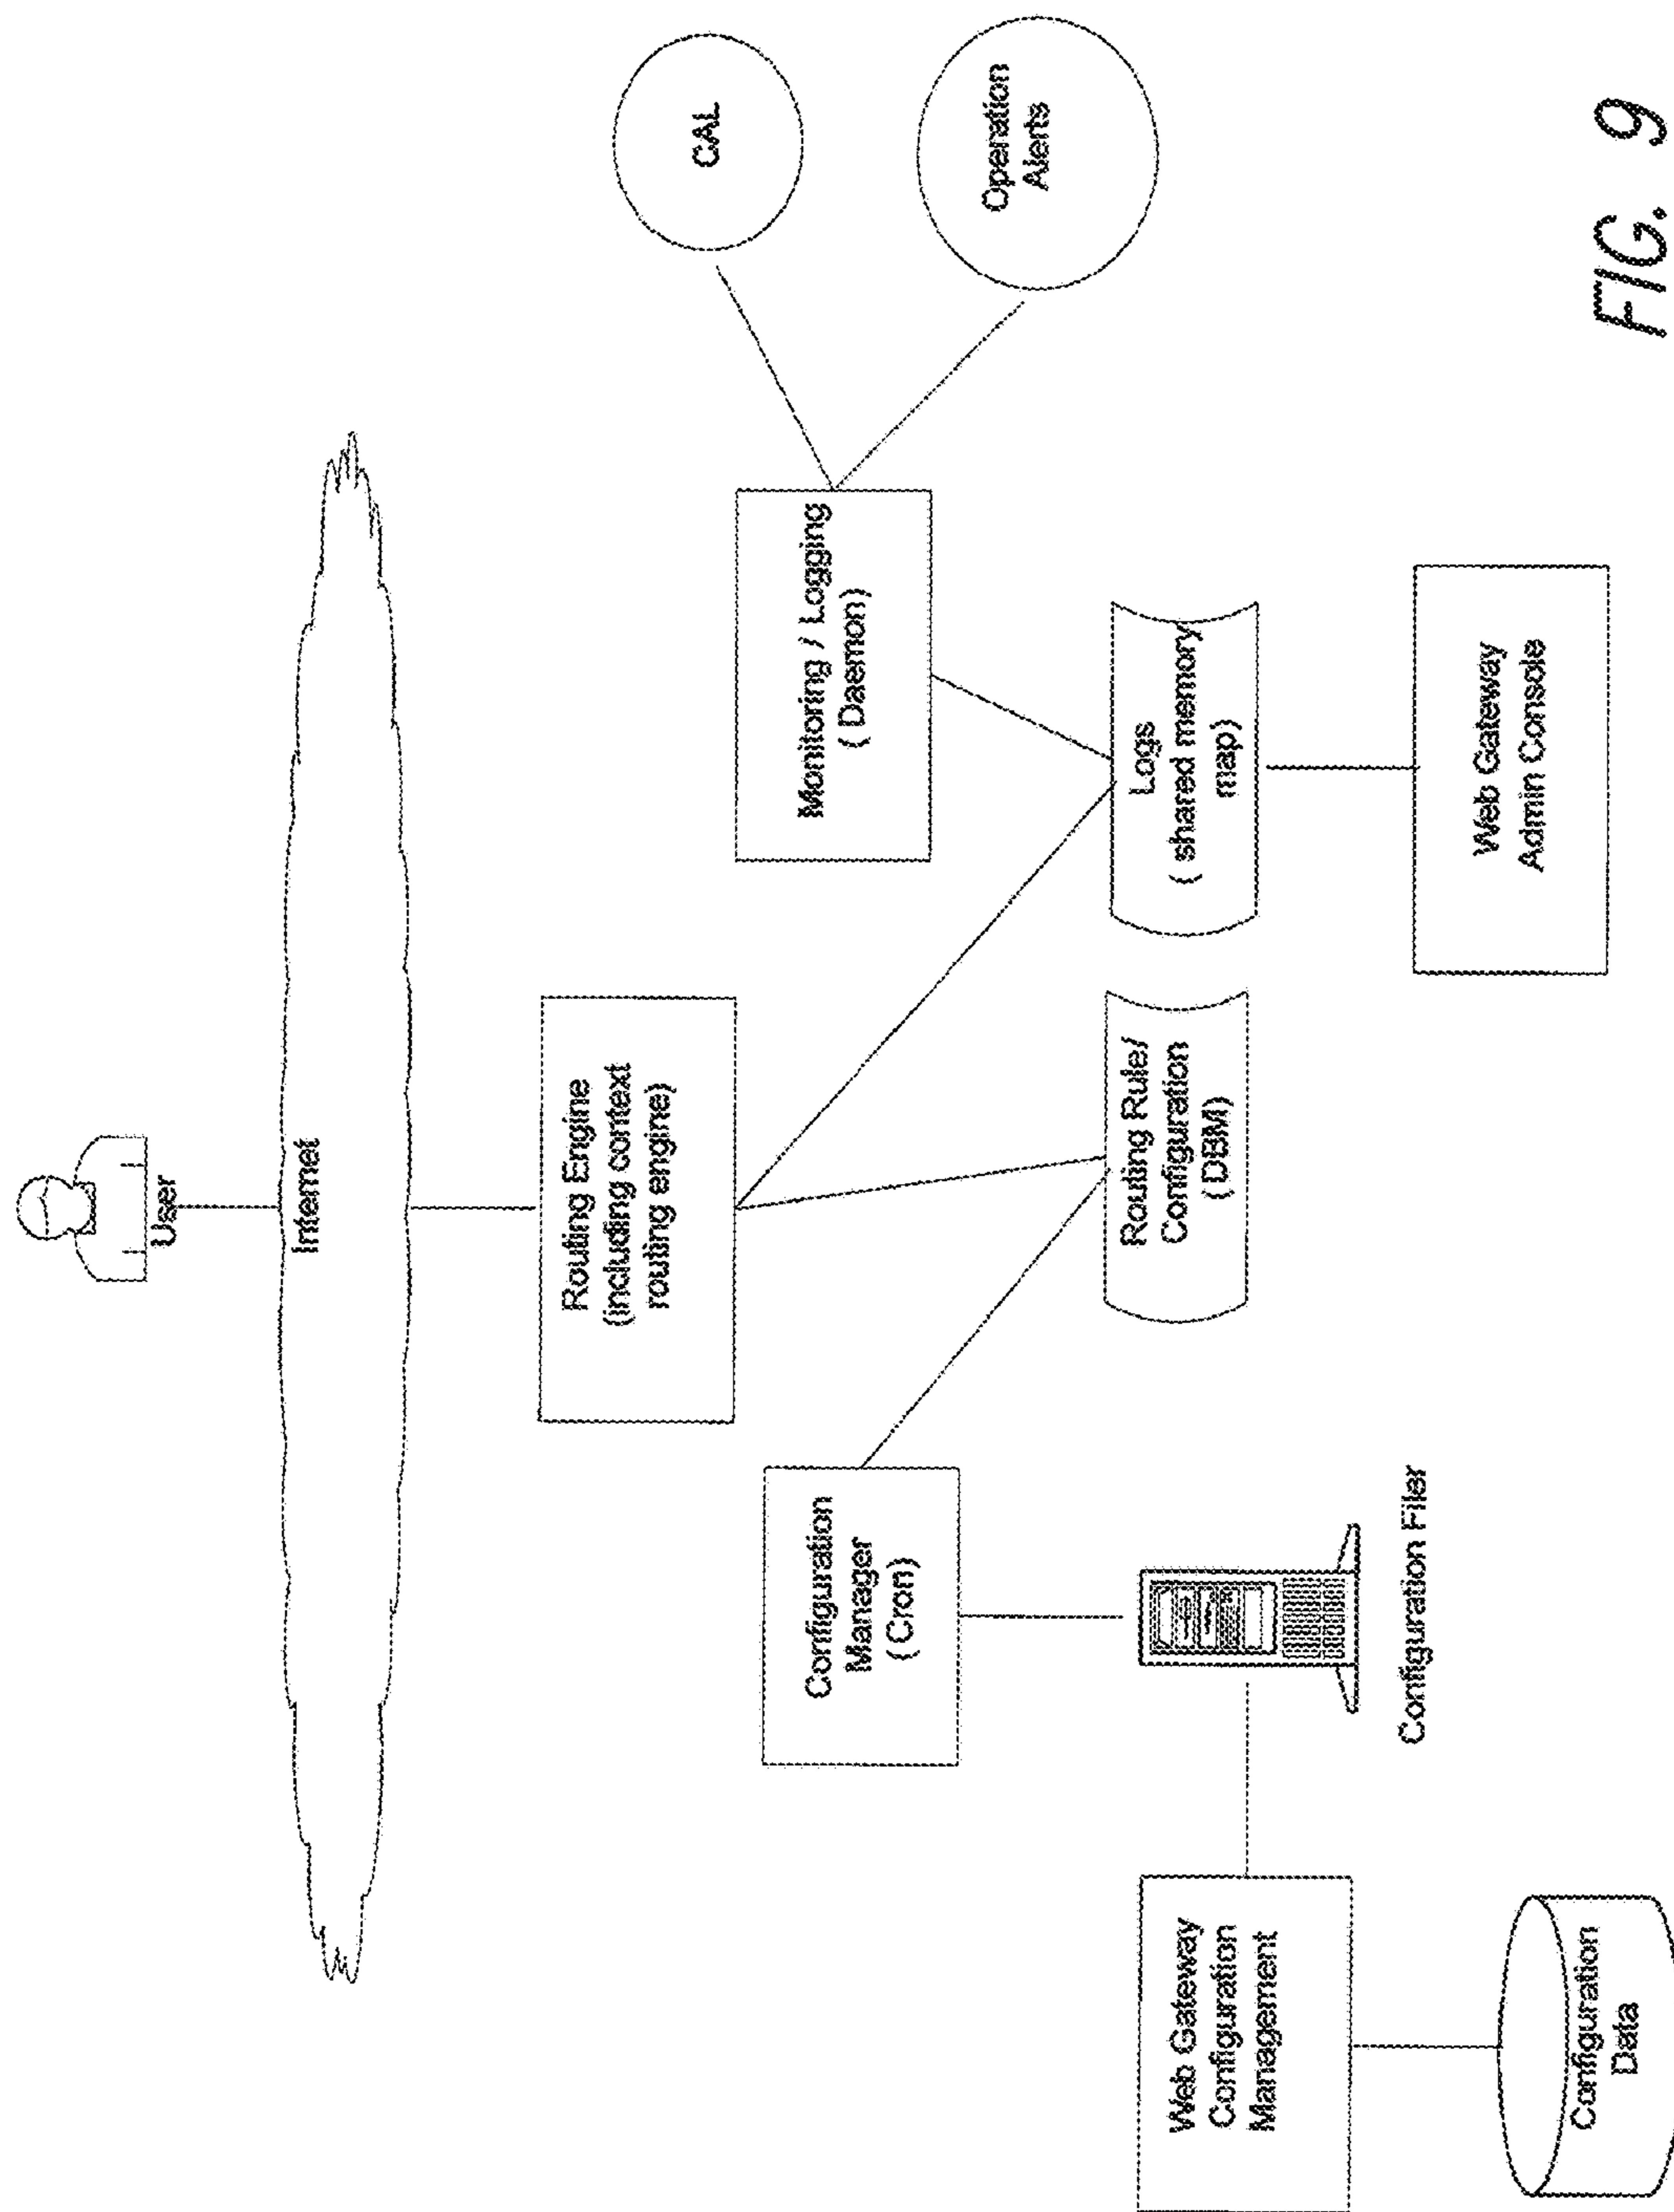 User
Internet
Routing Engine
(including context
routing engine)
CAL
Operation
Alerts
Monitoring / Logging
( Daemon)
Configuration
Manager
( Cron)
Routing Rule/
Configuration
( DBM)
Logs
( shared memory
map)
Web Gateway
Admin Console
Configuration Filer
Web Gateway
Configuration
Management
Configuration
Data
FIG. 9